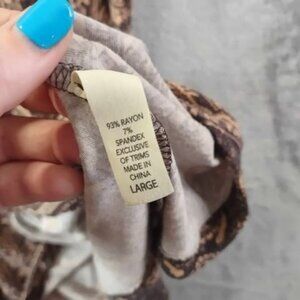 93% RAYON
7%
SPANDEX
EXCLUSIVE
OF TRIMS
MADE IN
CHINA
LARGE